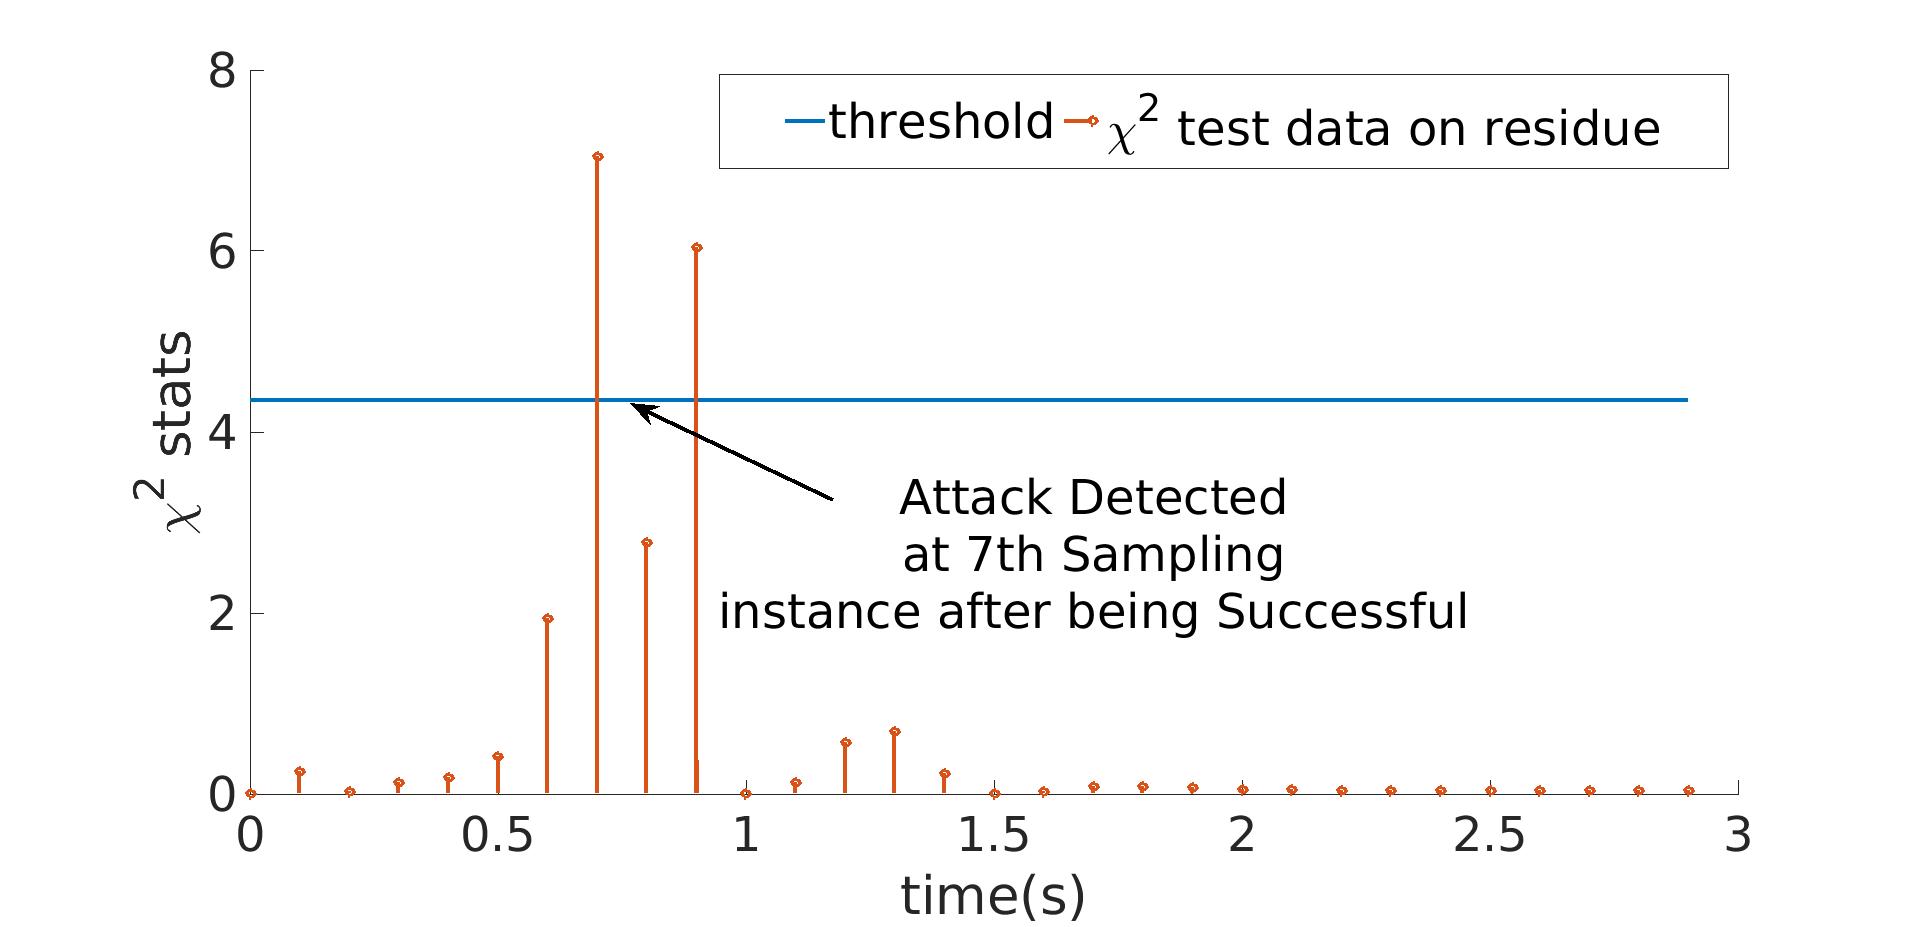 8
threshold χ² test data on residue
6
4
2
0
χ² stats
Attack Detected
at 7th Sampling
instance after being Successful
0 0.5 1 1.5 2 2.5 3
time(s)